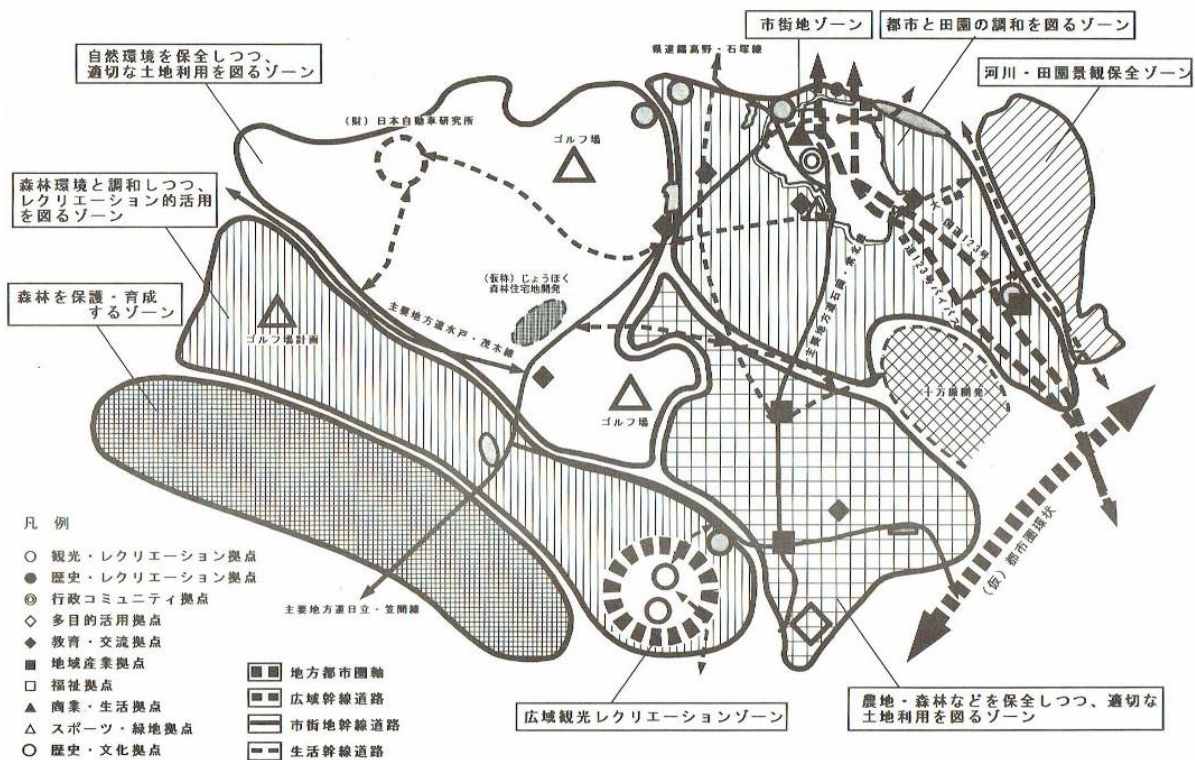 市街地ゾーン
都市と田園の調和を図るゾーン
自然環境を保全しつつ、
適切な土地利用を図るゾーン
県道錫高野・石塚線
河川・田園景観保全ゾーン
(財)日本自動車研究所
ゴルフ場
森林環境と調和しつつ、
レクリエーション的活用
を図るゾーン
国道123号
国道123号バイパス
(仮称)じょうほく
森林住宅地開発
森林を保護・育成
するゾーン
主要地方道水戸・茂木線
ゴルフ場計画
ゴルフ場
十万原開発
(仮)都市圏環状
主要地方道日立・笠間線
凡 例
観光・レクリエーション拠点
歴史・レクリエーション拠点
行政コミュニティ拠点
多目的活用拠点
教育・交流拠点
地域産業拠点
福祉拠点
商業・生活拠点
スポーツ・緑地拠点
歴史・文化拠点
地方都市圏軸
広域幹線道路
市街地幹線道路
生活幹線道路
広域観光レクリエーションゾーン
農地・森林などを保全しつつ、適切な
土地利用を図るゾーン